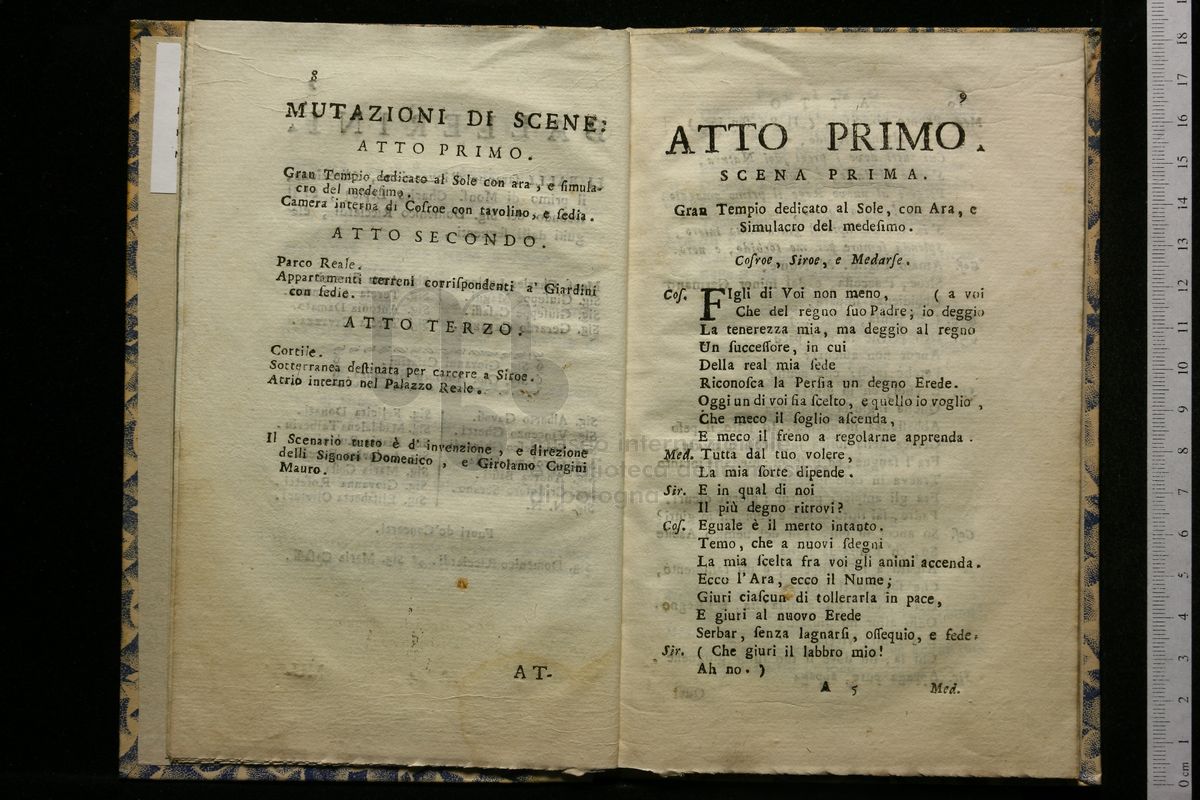 8
MUTAZIONI DI SCENE:
ATTO PRIMO.
Gran Tempio dedicato al Sole con ara, e ſimula-
cro del medeſimo.
Camera interna di Coſroe con tavolino, e ſedia.
ATTO SECONDO.
Parco Reale.
Appartamenti terreni corriſpondenti a' Giardini
con ſedie.
ATTO TERZO.
Cortile.
Sotterranea deſtinata per carcere a Siroe.
Atrio interno nel Palazzo Reale.
Il Scenario tutto è d' invenzione, e direzione
delli Signori Domenico, e Girolamo Cugini
Mauro.
AT-
9
ATTO PRIMO.
SCENA PRIMA.
Gran Tempio dedicato al Sole, con Ara, e
Simulacro del medeſimo.
Coſroe, Siroe, e Medarſe.
Coſ. FIgli di Voi non meno, ( a voi
Che del regno ſuo Padre; io deggio
La tenerezza mia, ma deggio al regno
Un ſucceſſore, in cui
Della real mia ſede
Riconoſca la Perſia un degno Erede.
Oggi un di voi ſia ſcelto, e quello io voglio,
Che meco il ſoglio aſcenda,
E meco il freno a regolarne apprenda.
Med. Tutta dal tuo volere,
La mia ſorte dipende.
Sir. E in qual di noi
Il più degno ritrovi?
Coſ. Eguale è il merto intanto.
Temo, che a nuovi ſdegni
La mia ſcelta fra voi gli animi accenda.
Ecco l'Ara, ecco il Nume;
Giuri ciaſcun di tollerarla in pace,
E giuri al nuovo Erede
Serbar, ſenza lagnarſi, oſſequio, e fede.
Sir. ( Che giuri il labbro mio!
Ah no. )
A 5 Med.